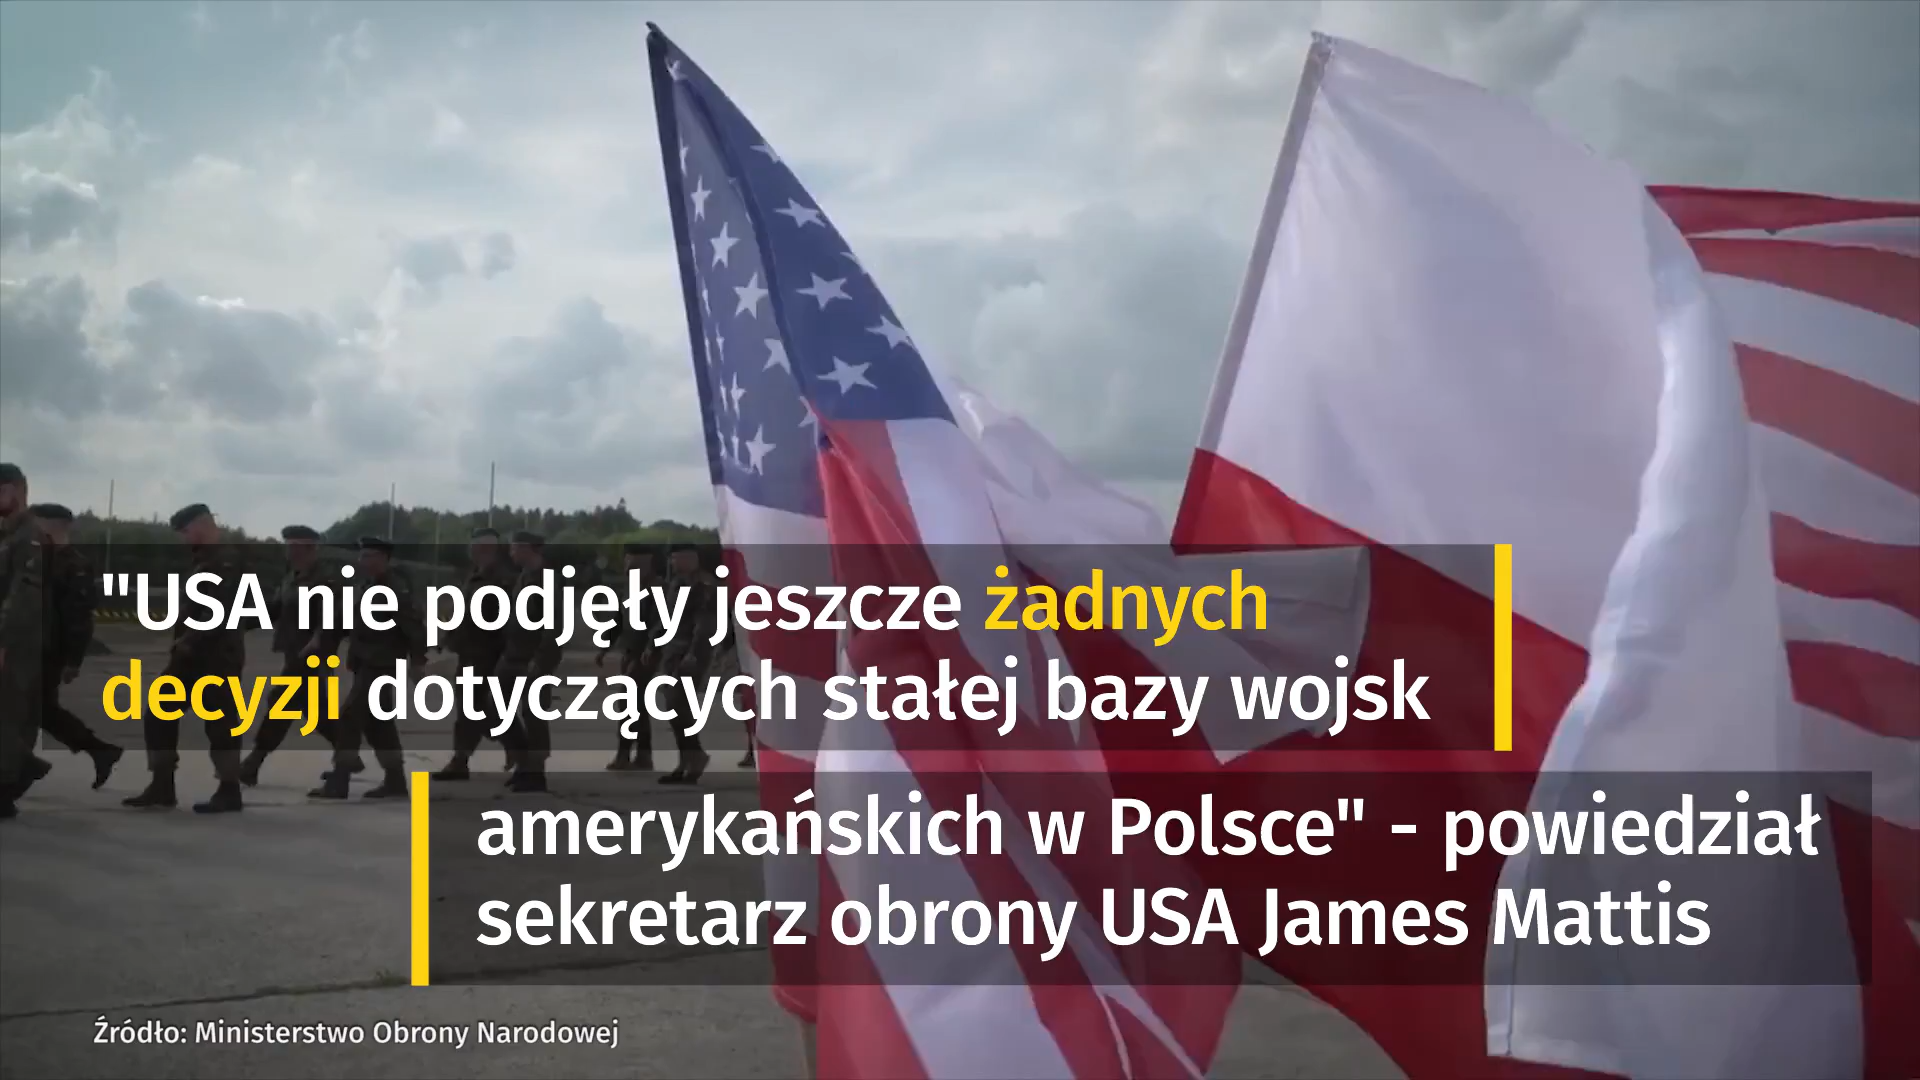 "USA nie podjęły jeszcze żadnych
decyzji dotyczących stałej bazy wojsk
amerykańskich w Polsce" - powiedział
sekretarz obrony USA James Mattis
Źródło: Ministerstwo Obrony Narodowej